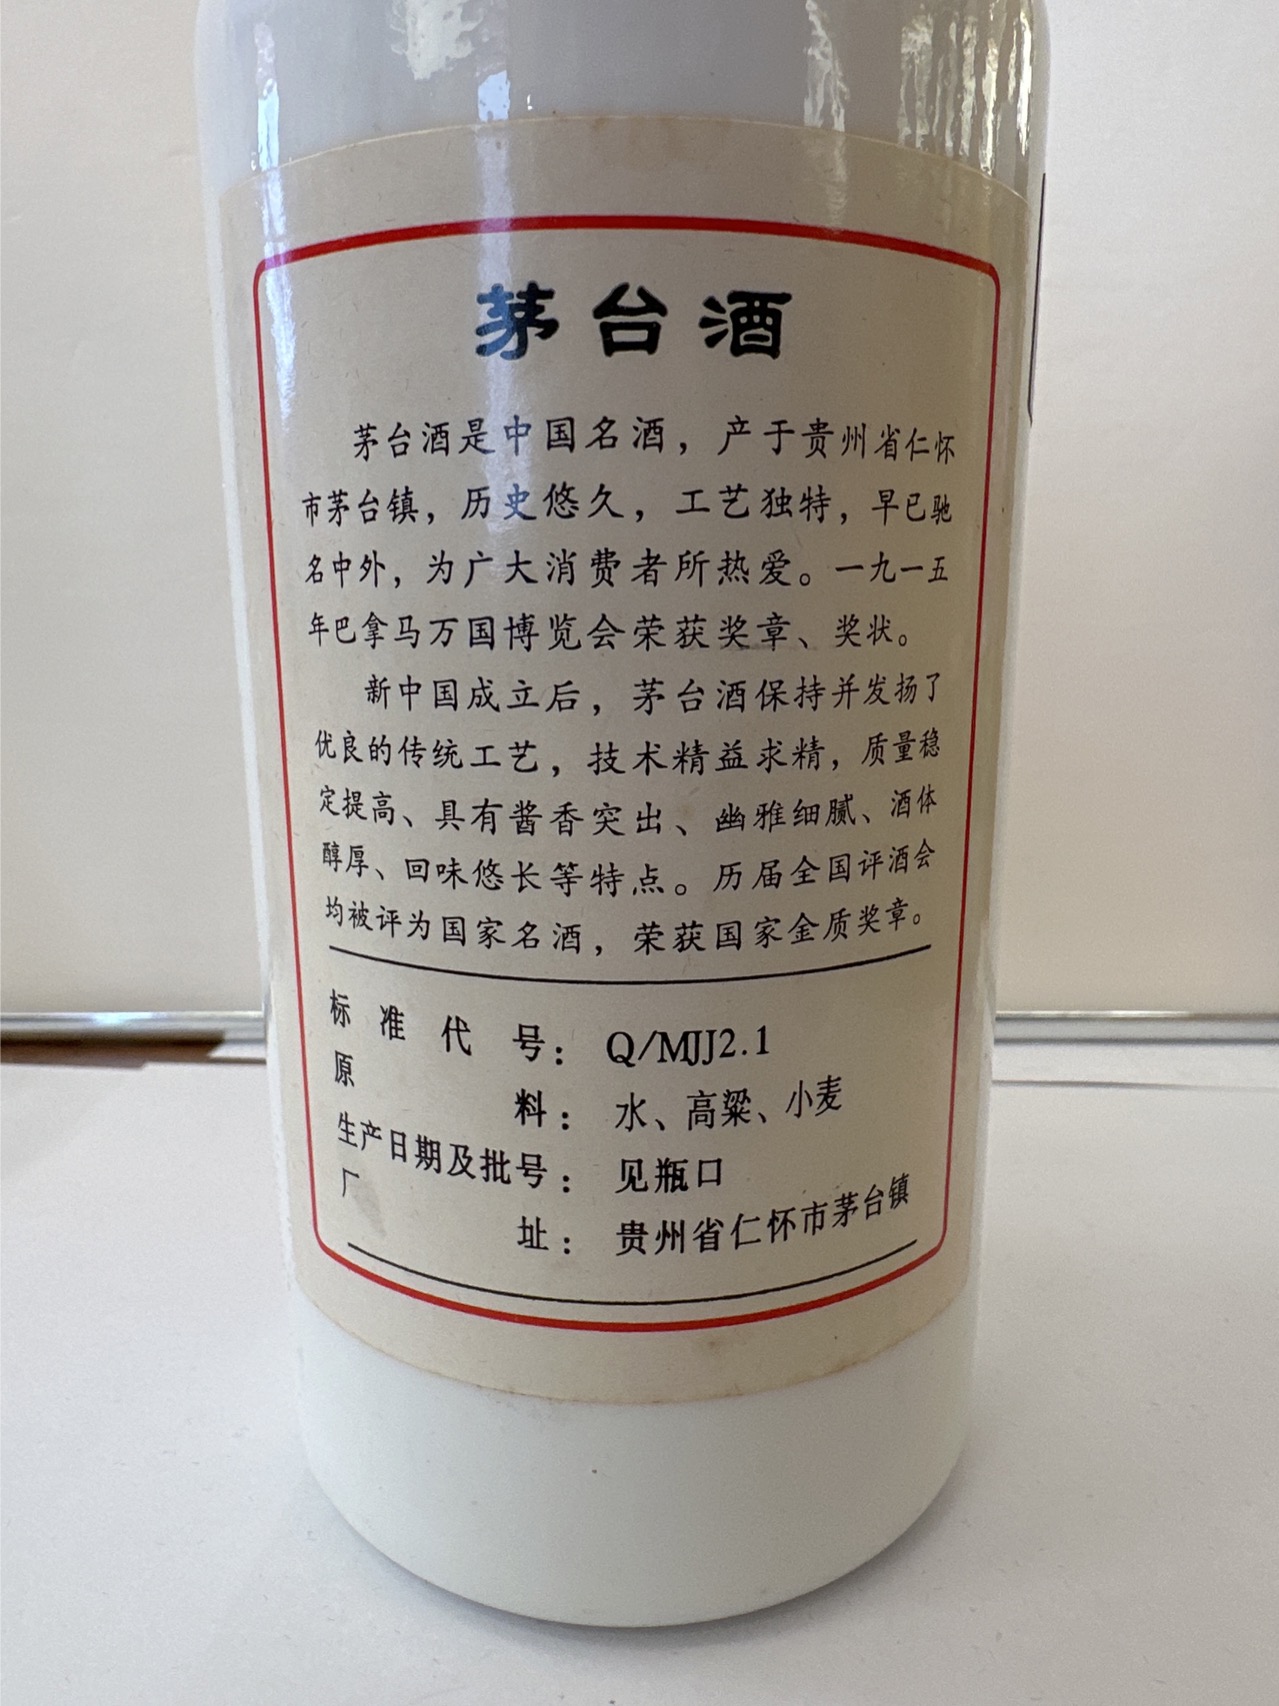 茅台酒
茅台酒是中国名酒，产于贵州省仁怀
市茅台镇，历史悠久，工艺独特，早已驰
名中外，为广大消费者所热爱。一九一五
年巴拿马万国博览会荣获奖章、奖状。
新中国成立后，茅台酒保持并发扬了
优良的传统工艺，技术精益求精，质量稳
定提高、具有酱香突出、幽雅细腻、酒体
醇厚、回味悠长等特点。历届全国评酒会
均被评为国家名酒，荣获国家金质奖章。
标准代号：Q/MJJ2.1
原料：水、高粱、小麦
生产日期及批号：见瓶口
厂址：贵州省仁怀市茅台镇